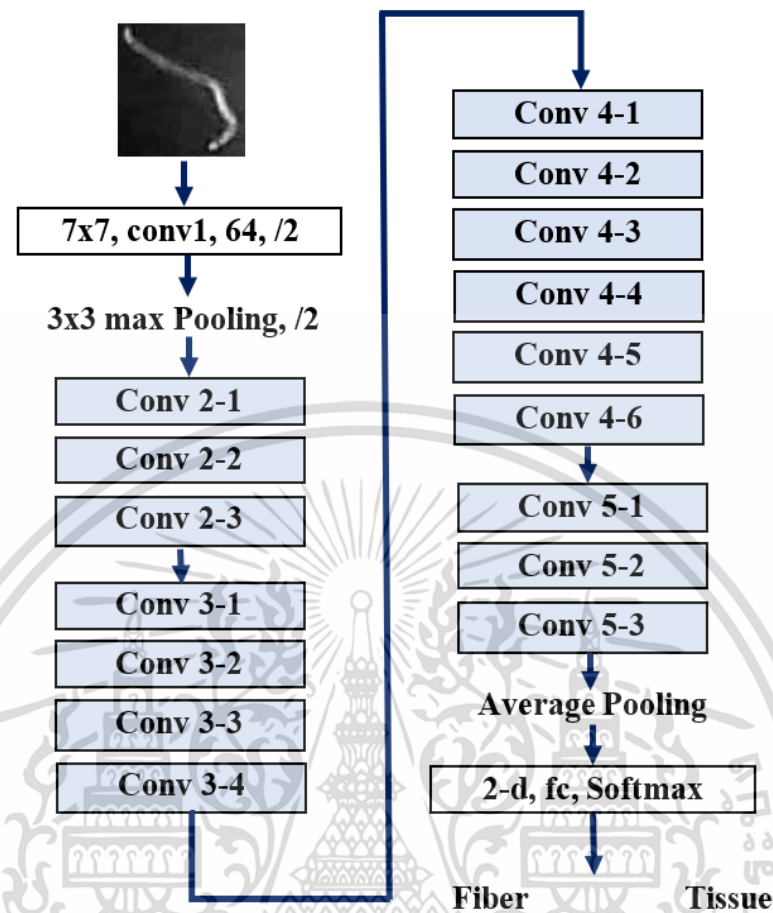 7x7, conv1, 64, /2
3x3 max Pooling, /2
Conv 2-1
Conv 2-2
Conv 2-3
Conv 3-1
Conv 3-2
Conv 3-3
Conv 3-4
Conv 4-1
Conv 4-2
Conv 4-3
Conv 4-4
Conv 4-5
Conv 4-6
Conv 5-1
Conv 5-2
Conv 5-3
Average Pooling
2-d, fc, Softmax
Fiber Tissue